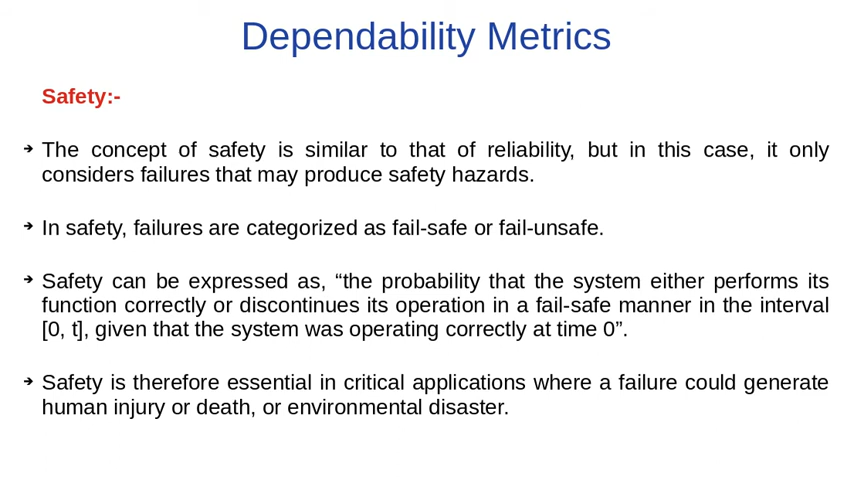 Dependability Metrics
Safety:-
➔ The concept of safety is similar to that of reliability, but in this case, it only
considers failures that may produce safety hazards.
➔ In safety, failures are categorized as fail-safe or fail-unsafe.
➔ Safety can be expressed as, “the probability that the system either performs its
function correctly or discontinues its operation in a fail-safe manner in the interval
[0, t], given that the system was operating correctly at time 0”.
➔ Safety is therefore essential in critical applications where a failure could generate
human injury or death, or environmental disaster.